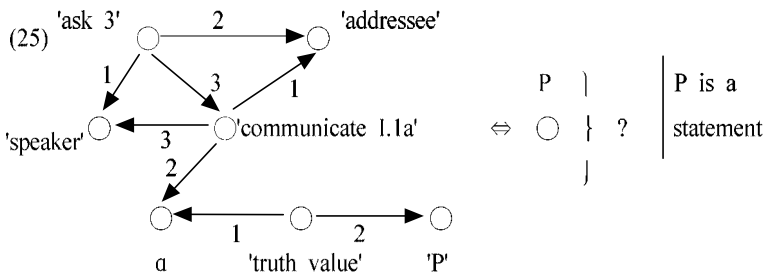 (25) 'ask 3' 2 'addressee'
1 3 1
P } P is a
'speaker' 3 'communicate I.1a' ⇔ ? statement
2
1 2
α 'truth value' 'P'